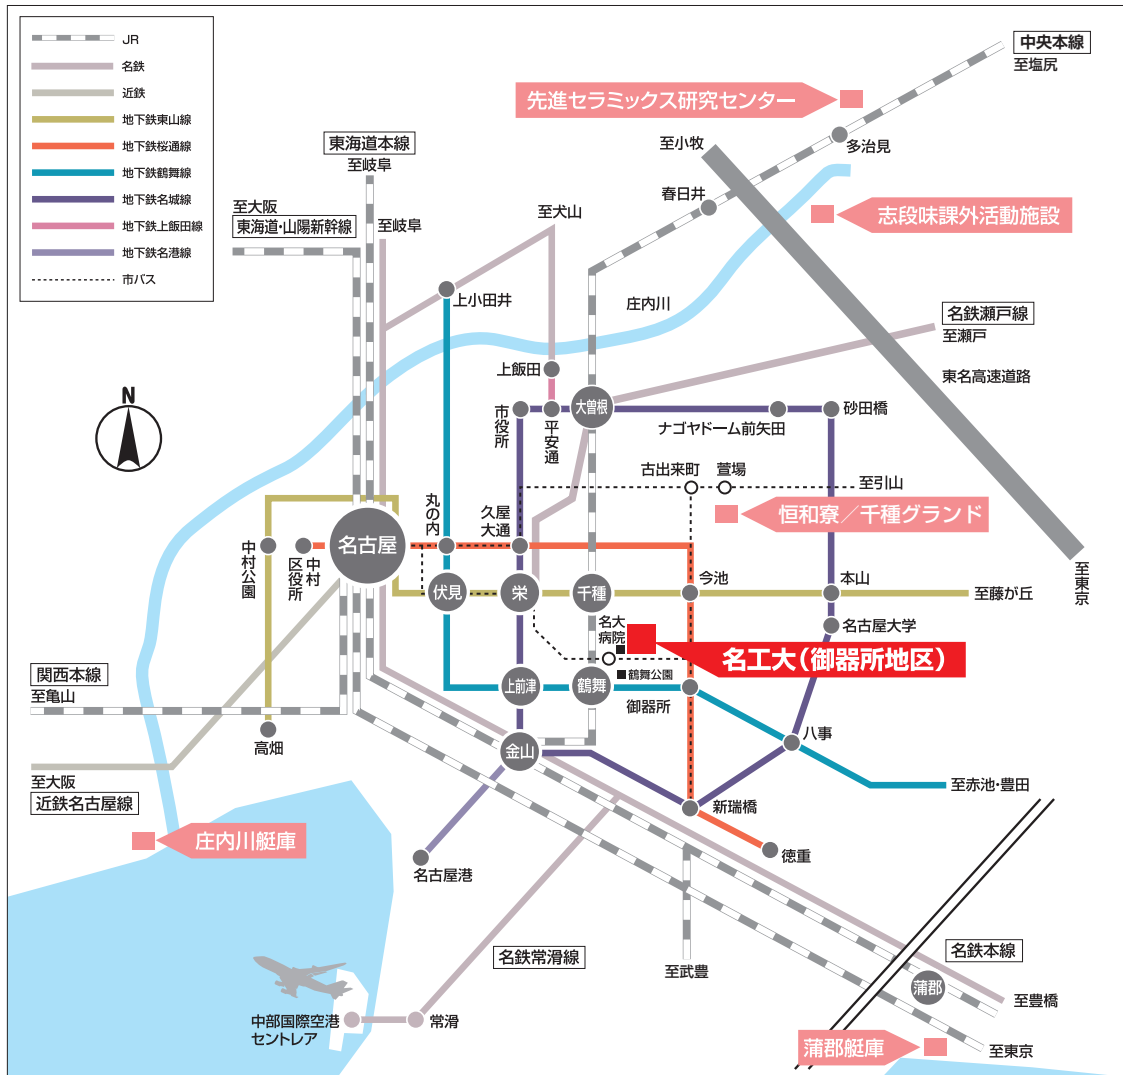 JR
名鉄
近鉄
地下鉄東山線
地下鉄桜通線
地下鉄鶴舞線
地下鉄名城線
地下鉄上飯田線
地下鉄名港線
市バス
中央本線
至塩尻
先進セラミックス研究センター
多治見
至小牧
春日井
志段味課外活動施設
東海道本線
至岐阜
至大阪
東海道・山陽新幹線
至岐阜
至犬山
上小田井
庄内川
名鉄瀬戸線
至瀬戸
東名高速道路
上飯田
N
市役所
平安通
大曽根
ナゴヤドーム前矢田
砂田橋
古出来町
萱場
至引山
丸の内
久屋
大通
恒和寮／千種グランド
中村公園
中村
区役所
名古屋
伏見
栄
千種
今池
本山
至藤が丘
至東京
名大
病院
名古屋大学
名工大（御器所地区）
関西本線
至亀山
上前津
鶴舞
鶴舞公園
御器所
高畑
金山
八事
至大阪
近鉄名古屋線
至赤池・豊田
新瑞橋
庄内川艇庫
名古屋港
徳重
名鉄常滑線
至武豊
名鉄本線
蒲郡
至豊橋
中部国際空港
セントレア
常滑
蒲郡艇庫
至東京